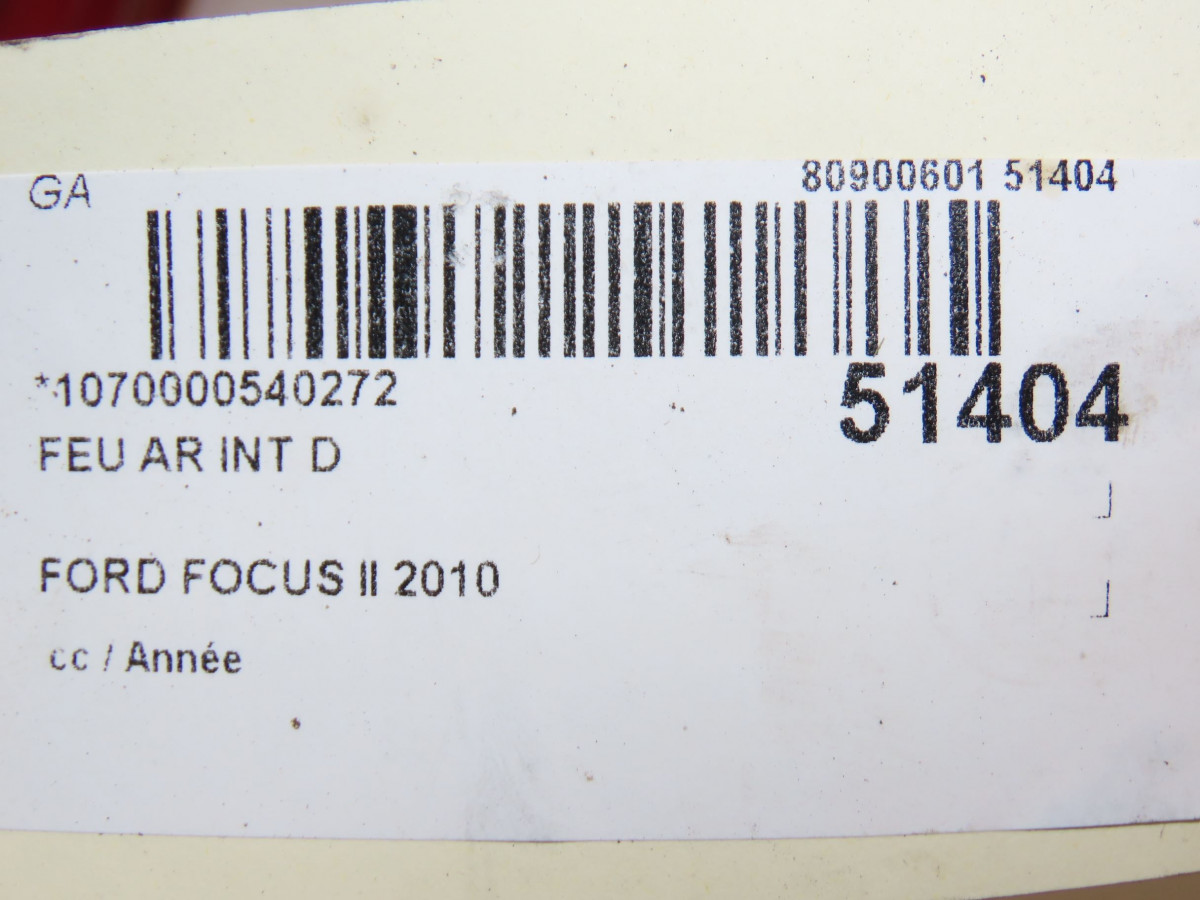 GA
80900601 51404
*1070000540272
51404
FEU AR INT D
FORD FOCUS II 2010
cc / Année